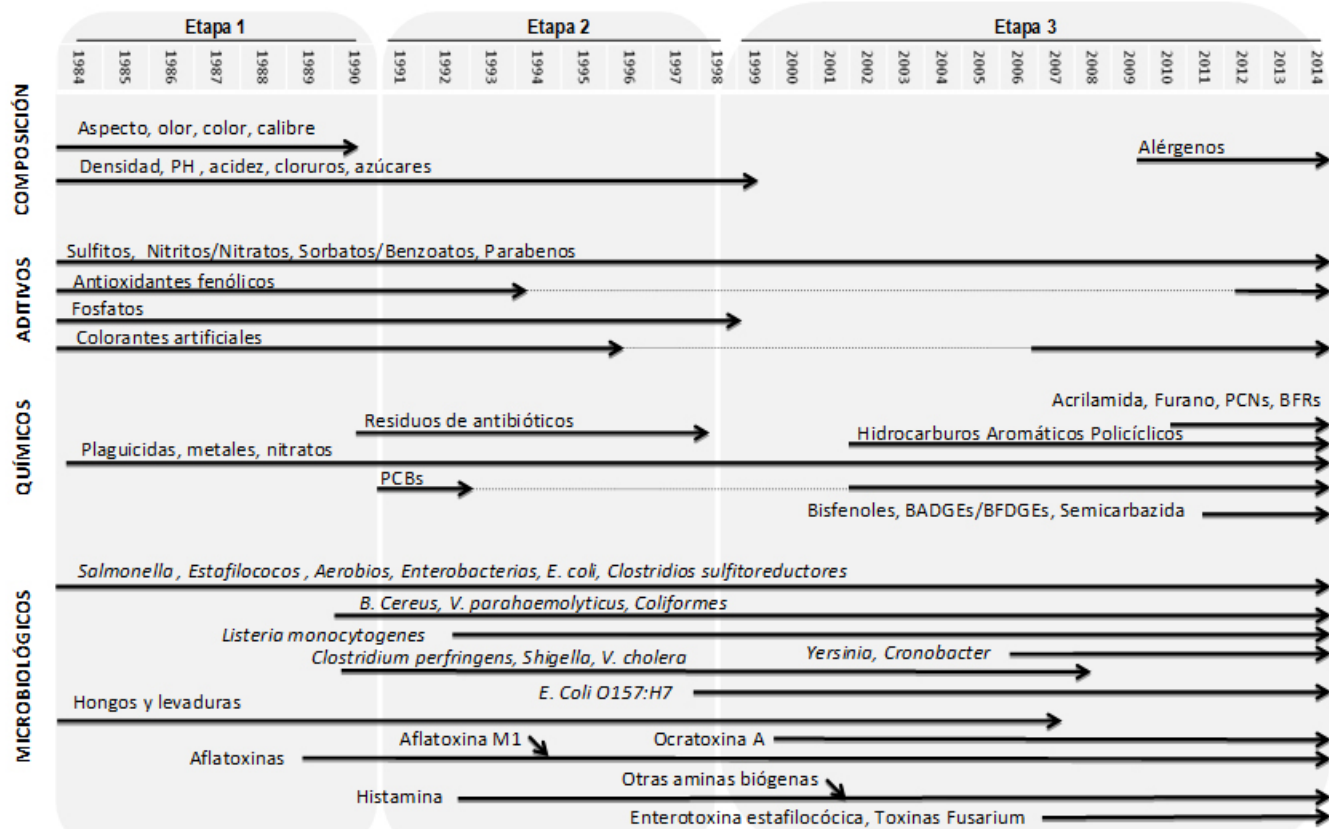 Etapa 1 Etapa 2 Etapa 3
1984 1985 1986 1987 1988 1989 1990 1991 1992 1993 1994 1995 1996 1997 1998 1999 2000 2001 2002 2003 2004 2005 2006 2007 2008 2009 2010 2011 2012 2013 2014
COMPOSICIÓN
Aspecto, olor, color, calibre
Alérgenos
Densidad, PH , acidez, cloruros, azúcares
ADITIVOS
Sulfitos, Nitritos/Nitratos, Sorbatos/Benzoatos, Parabenos
Antioxidantes fenólicos
Fosfatos
Colorantes artificiales
QUÍMICOS
Acrilamida, Furano, PCNs, BFRs
Residuos de antibióticos
Hidrocarburos Aromáticos Policíclicos
Plaguicidas, metales, nitratos
PCBs
Bisfenoles, BADGEs/BFDGEs, Semicarbazida
MICROBIOLÓGICOS
Salmonella , Estafilococos , Aerobios, Enterobacterias, E. coli, Clostridios sulfitoreductores
B. Cereus, V. parahaemolyticus, Coliformes
Listeria monocytogenes
Clostridium perfringens, Shigella, V. cholera
Yersinia, Cronobacter
E. Coli O157:H7
Hongos y levaduras
Aflatoxina M1
Ocratoxina A
Aflatoxinas
Otras aminas biógenas
Histamina
Enterotoxina estafilocócica, Toxinas Fusarium